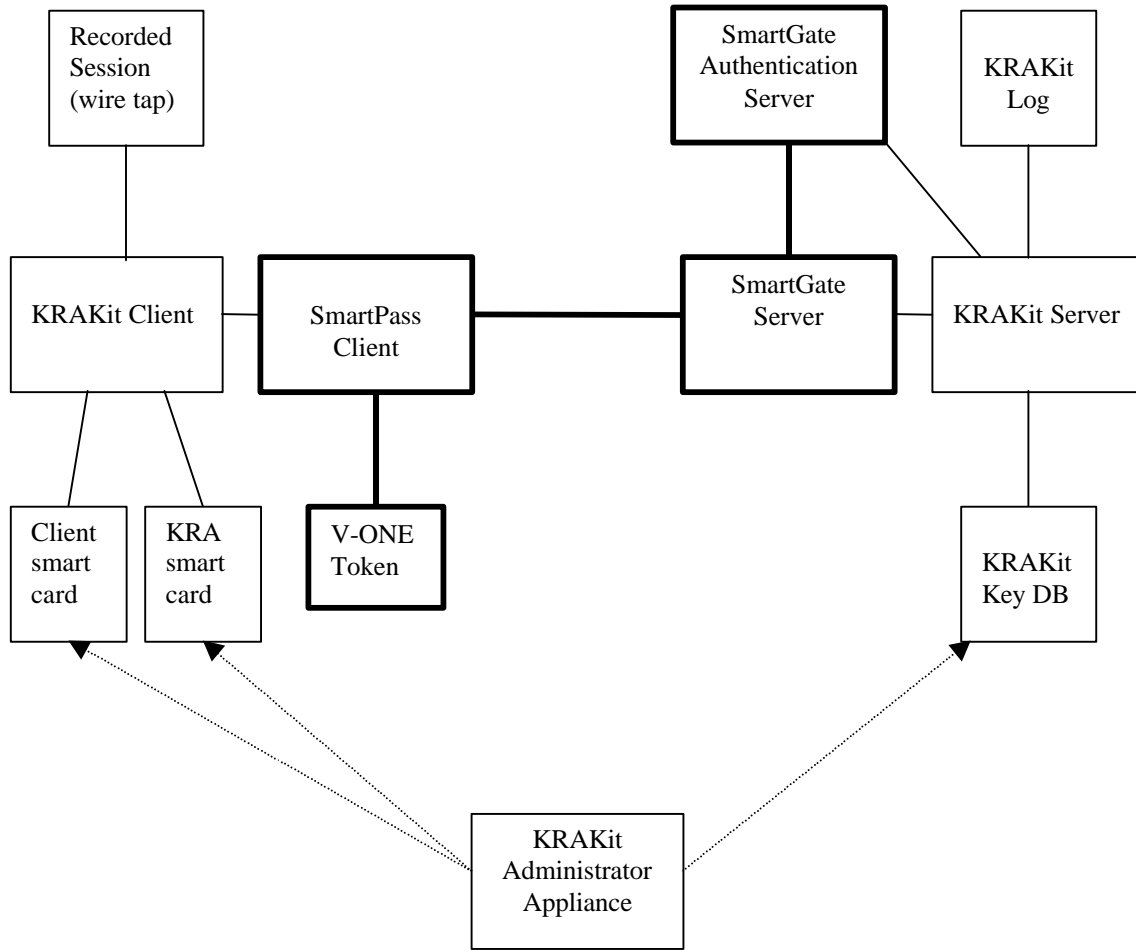 Recorded
Session
(wire tap)
SmartGate
Authentication
Server
KRAKit
Log
KRAKit Client
SmartPass
Client
SmartGate
Server
KRAKit Server
Client
smart
card
KRA
smart
card
V-ONE
Token
KRAKit
Key DB
KRAKit
Administrator
Appliance